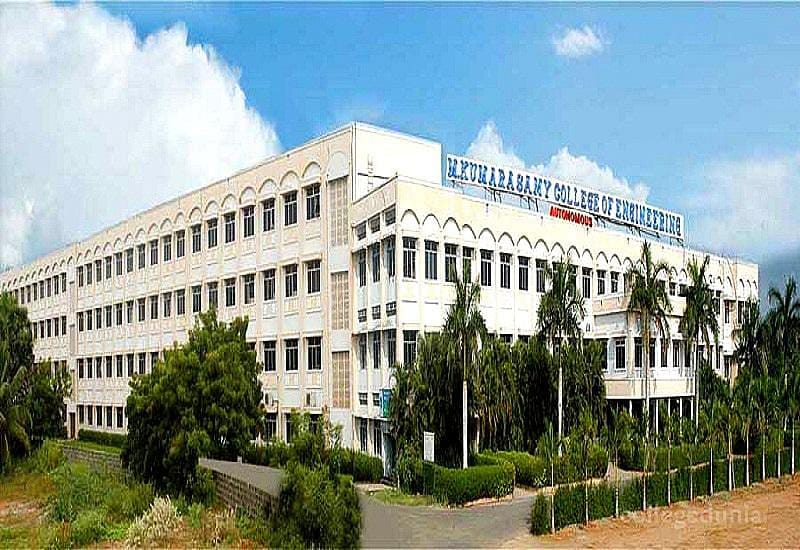 M.KUMARASAMY COLLEGE OF ENGINEERING
AUTONOMOUS
collegedunia